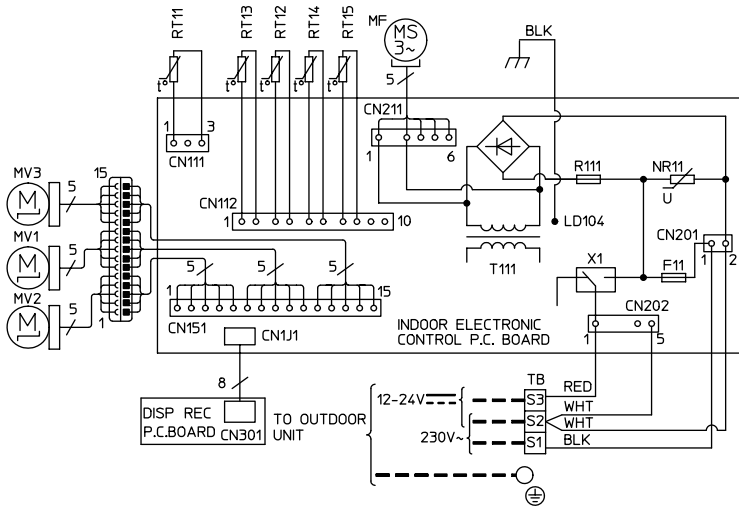 RT11
RT13
RT12
RT14
RT15
MF
MS
3~
BLK
t°
t°
t°
t°
t°
5
CN211
1
6
1
3
CN111
R111
NR11
U
MV3
M
5
15
CN112
1
10
LD104
CN201
1
2
MV1
M
5
T111
X1
F11
5
5
5
MV2
M
5
1
1
15
CN151
CN202
1
5
CN1J1
INDOOR ELECTRONIC
CONTROL P.C. BOARD
8
TB
DISP REC
P.C.BOARD
CN301
TO OUTDOOR
UNIT
12-24V
S3
RED
S2
WHT
WHT
230V~
S1
BLK